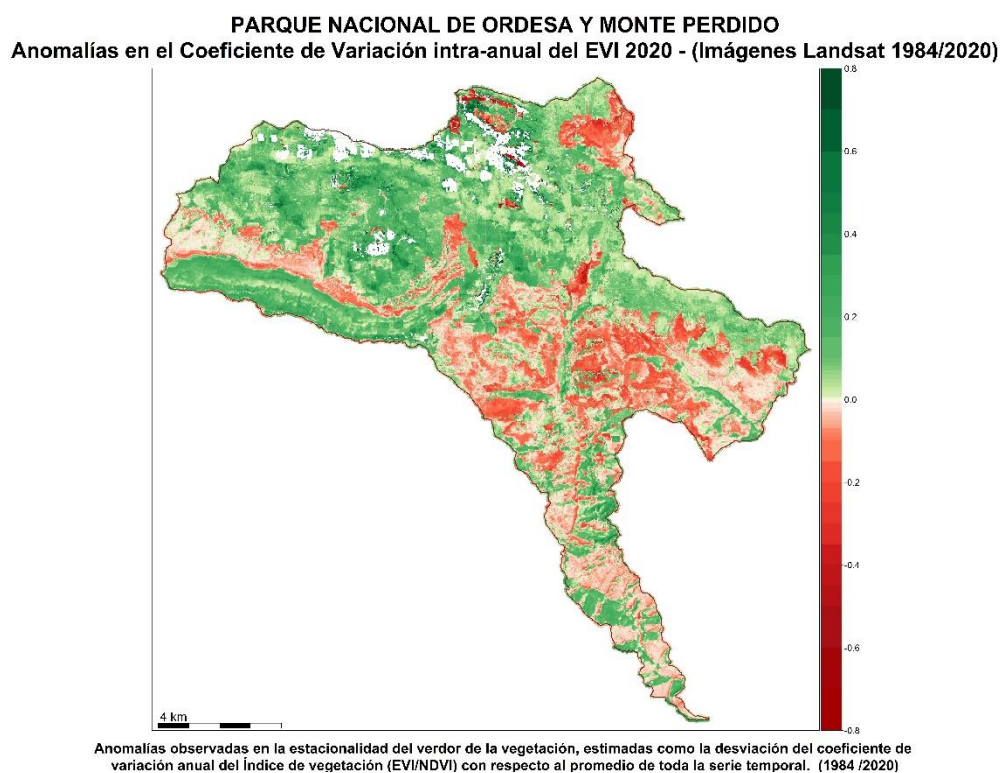 PARQUE NACIONAL DE ORDESA Y MONTE PERDIDO
Anomalías en el Coeficiente de Variación intra-anual del EVI 2020 - (Imágenes Landsat 1984/2020)
0.8
0.6
0.4
0.2
0.0
-0.2
-0.4
-0.6
-0.8
4 km
Anomalías observadas en la estacionalidad del verdor de la vegetación, estimadas como la desviación del coeficiente de
variación anual del Índice de vegetación (EVI/NDVI) con respecto al promedio de toda la serie temporal. (1984 /2020)